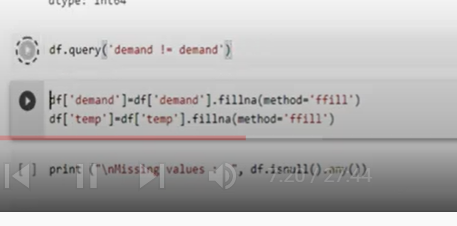 dtype: int64
df.query('demand != demand')
df['demand']=df['demand'].fillna(method='ffill')
df['temp']=df['temp'].fillna(method='ffill')
[ ] print ("\nMissing values : ", df.isnull().any())
7:20 / 27:44